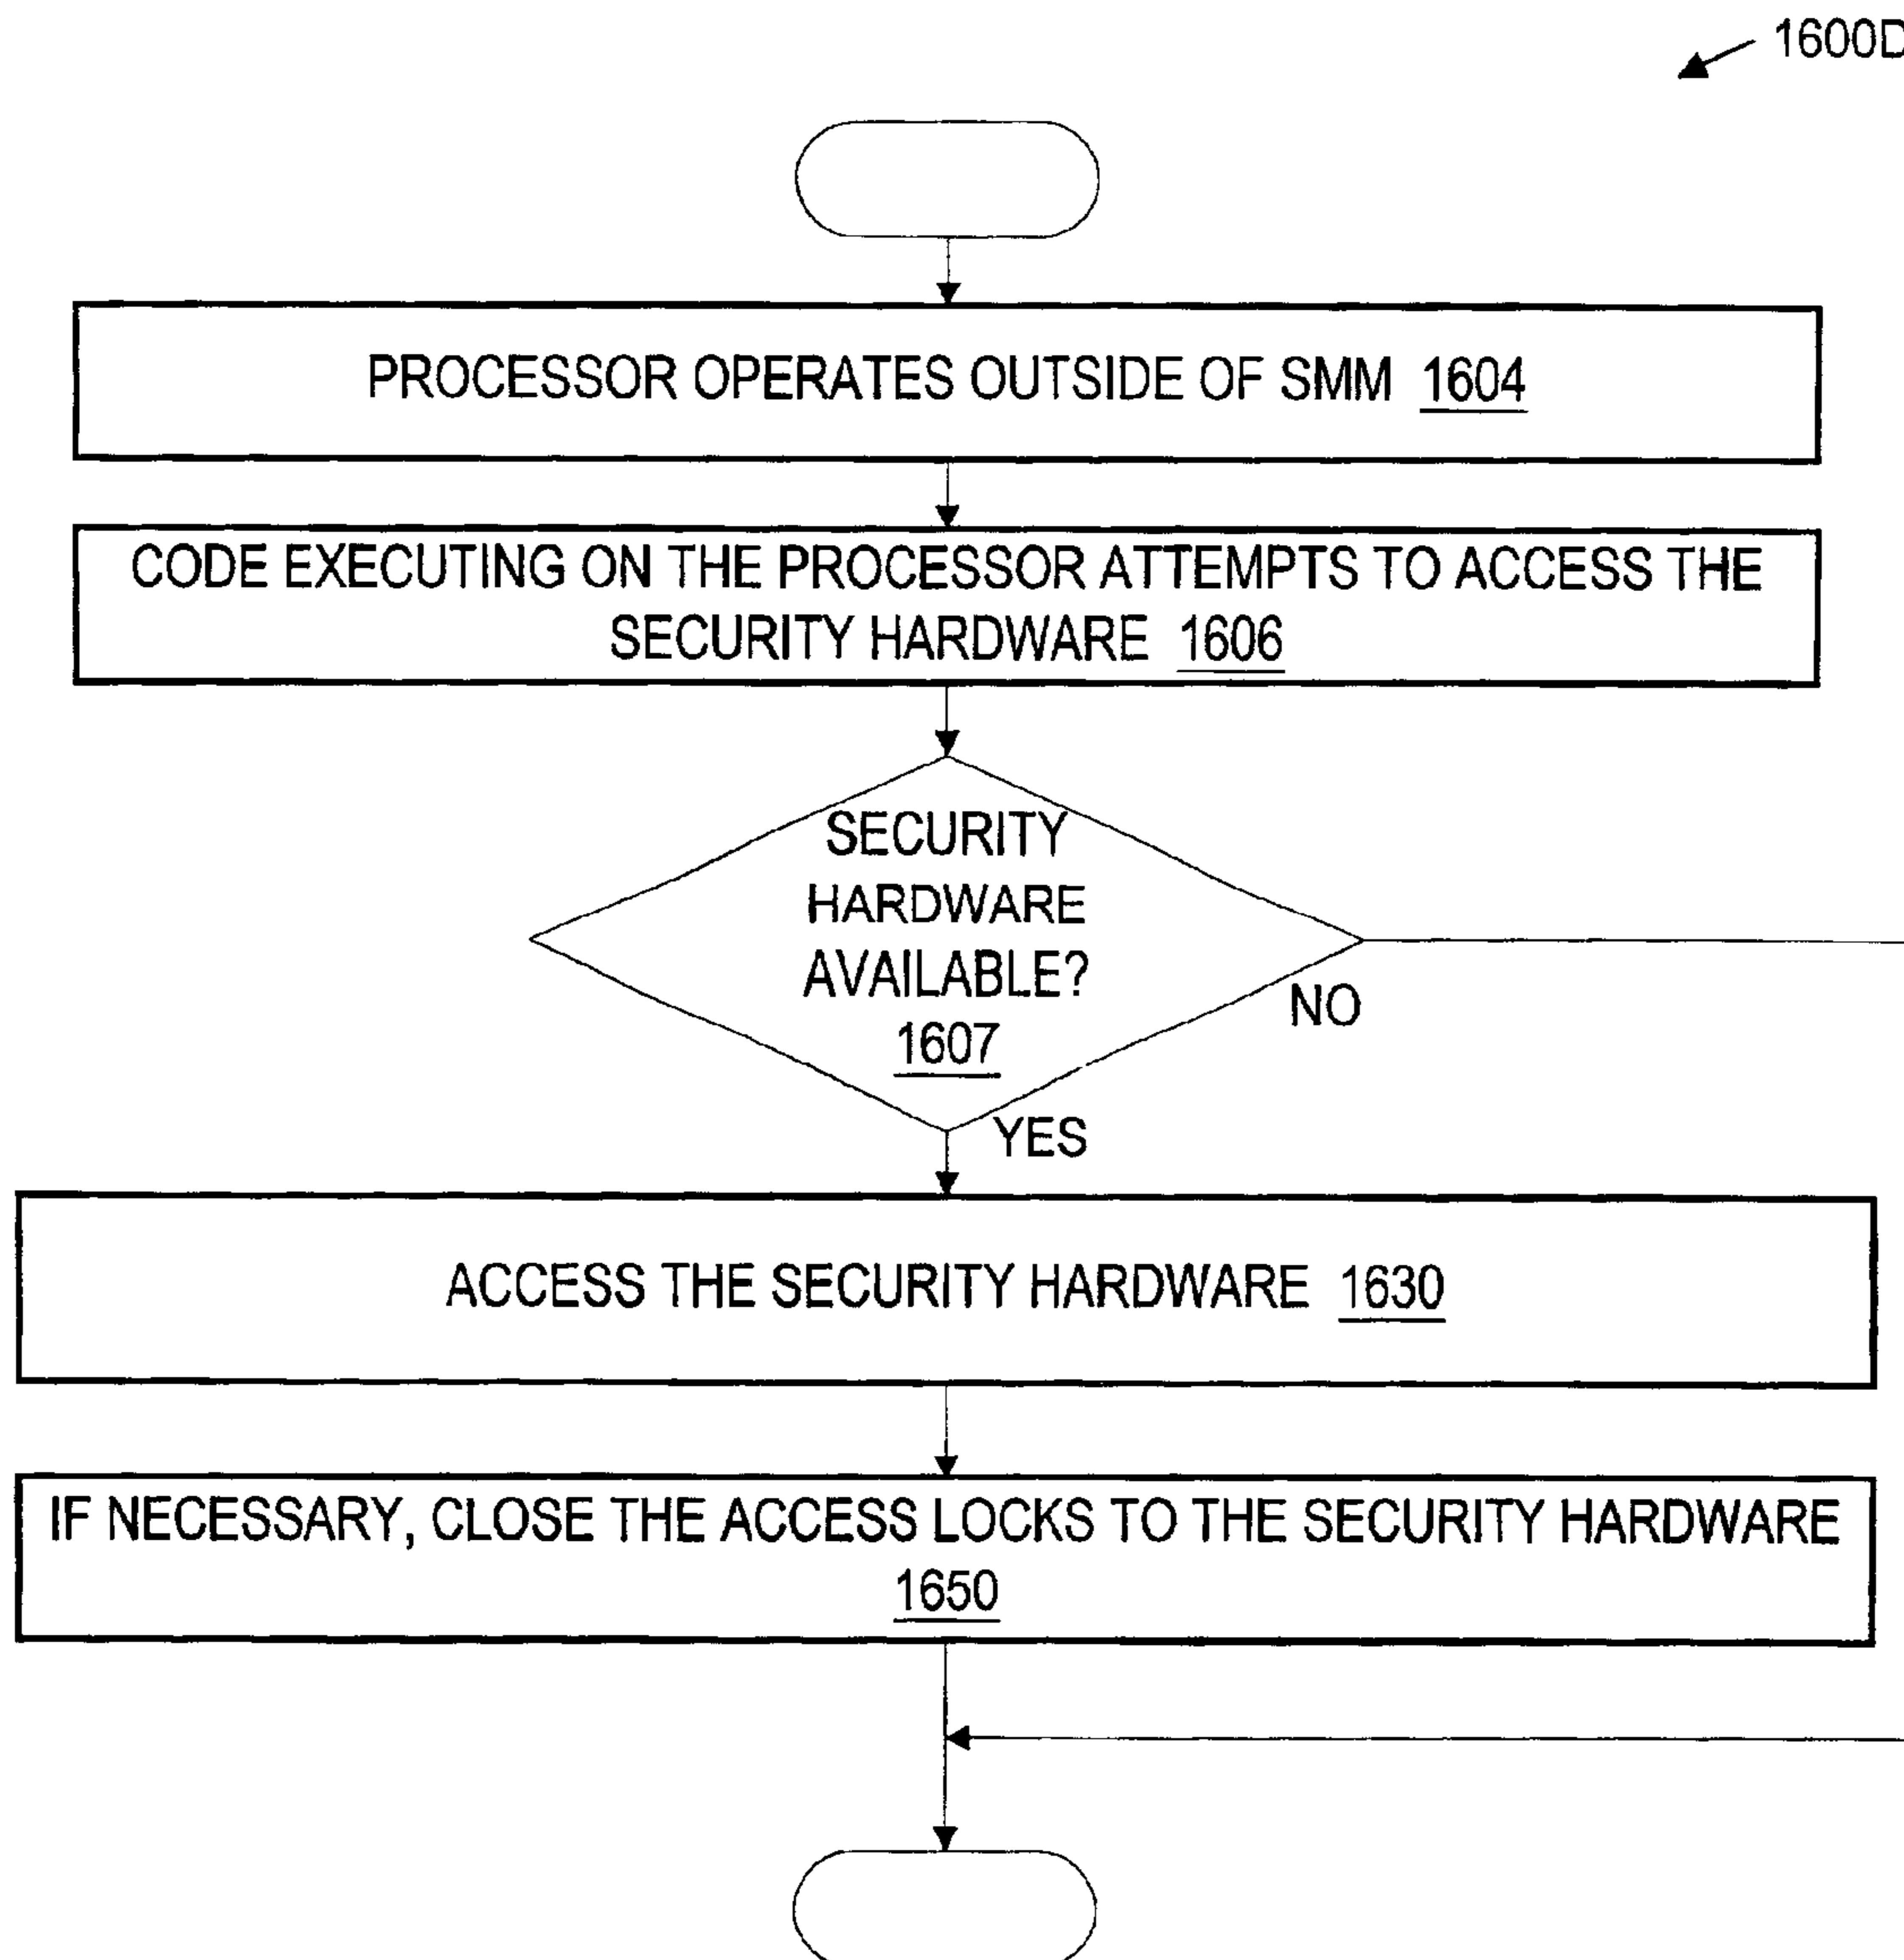 1600D
PROCESSOR OPERATES OUTSIDE OF SMM 1604
CODE EXECUTING ON THE PROCESSOR ATTEMPTS TO ACCESS THE
SECURITY HARDWARE 1606
SECURITY
HARDWARE
AVAILABLE?
1607
NO
YES
ACCESS THE SECURITY HARDWARE 1630
IF NECESSARY, CLOSE THE ACCESS LOCKS TO THE SECURITY HARDWARE
1650